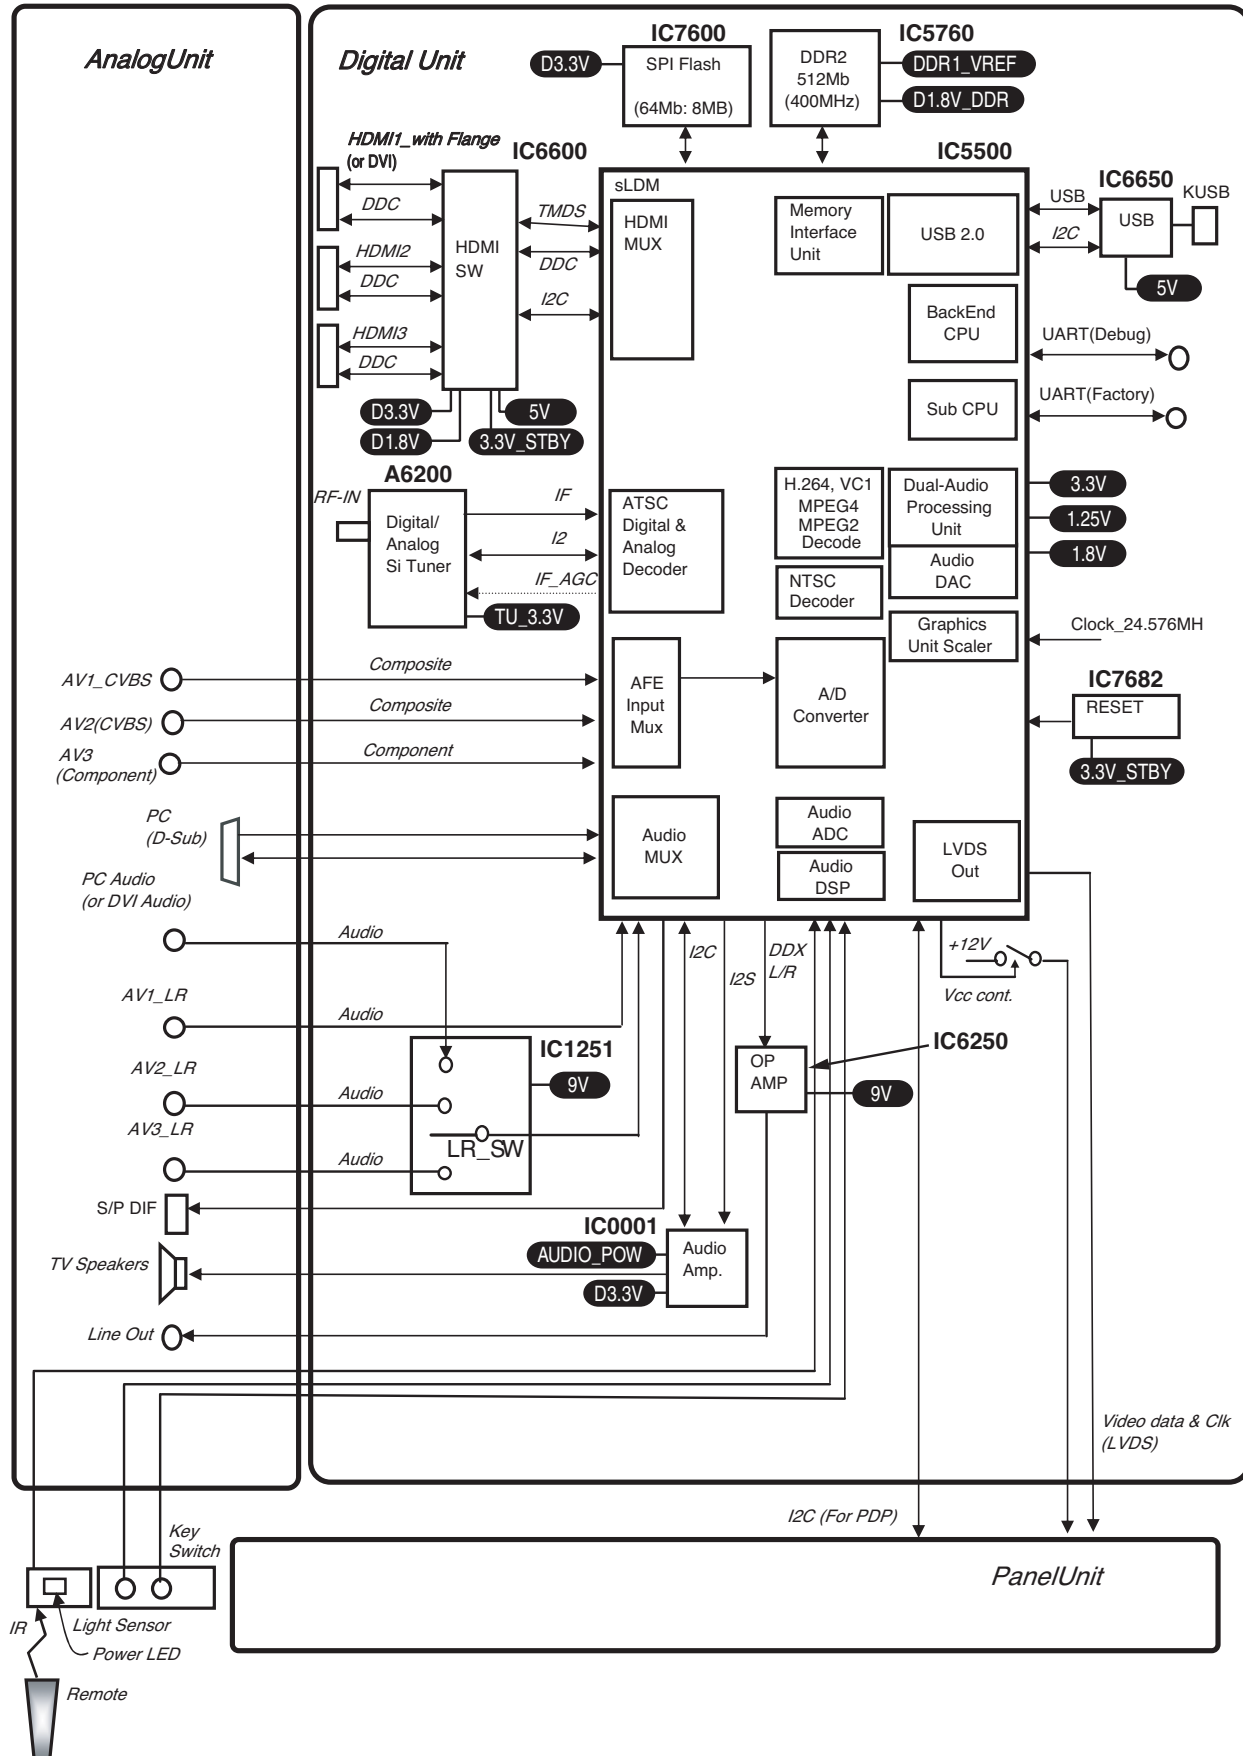 AnalogUnit
Digital Unit
IC7600
SPI Flash
(64Mb: 8MB)
D3.3V
IC5760
DDR2
512Mb
(400MHz)
DDR1_VREF
D1.8V_DDR
HDMI1_with Flange
(or DVI)
DDC
HDMI2
DDC
HDMI3
DDC
IC6600
HDMI
SW
TMDS
DDC
I2C
D3.3V
5V
D1.8V
3.3V_STBY
IC5500
sLDM
HDMI
MUX
Memory
Interface
Unit
USB 2.0
BackEnd
CPU
Sub CPU
USB
I2C
IC6650
USB
KUSB
5V
UART(Debug)
UART(Factory)
A6200
RF-IN
Digital/
Analog
Si Tuner
IF
I2
IF_AGC
TU_3.3V
ATSC
Digital &
Analog
Decoder
H.264, VC1
MPEG4
MPEG2
Decode
Dual-Audio
Processing
Unit
Audio
DAC
NTSC
Decoder
Graphics
Unit Scaler
3.3V
1.25V
1.8V
Clock_24.576MH
IC7682
RESET
3.3V_STBY
AV1_CVBS
Composite
AV2(CVBS)
Composite
AV3
(Component)
Component
AFE
Input
Mux
A/D
Converter
PC
(D-Sub)
Audio
MUX
Audio
ADC
Audio
DSP
LVDS
Out
PC Audio
(or DVI Audio)
Audio
AV1_LR
Audio
AV2_LR
Audio
AV3_LR
Audio
IC1251
9V
LR_SW
I2C
I2S
DDX
L/R
+12V
Vcc cont.
IC6250
OP
AMP
9V
S/P DIF
TV Speakers
Line Out
IC0001
AUDIO_POW
D3.3V
Audio
Amp.
Video data & Clk
(LVDS)
I2C (For PDP)
Key
Switch
PanelUnit
IR
Light Sensor
Power LED
Remote